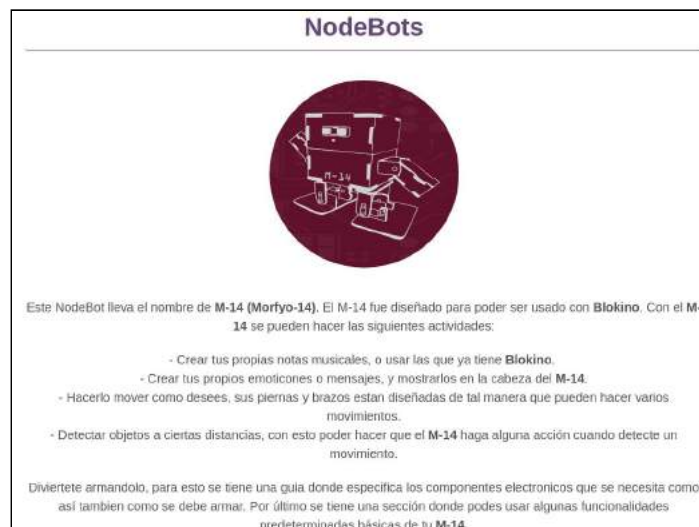 NodeBots
M-14
Este NodeBot lleva el nombre de M-14 (Morfyo-14). El M-14 fue diseñado para poder ser usado con Blokino. Con el M-
14 se pueden hacer las siguientes actividades:
- Crear tus propias notas musicales, o usar las que ya tiene Blokino.
- Crear tus propios emoticones o mensajes, y mostrarlos en la cabeza del M-14.
- Hacerlo mover como desees, sus piernas y brazos estan diseñadas de tal manera que pueden hacer varios
movimientos.
- Detectar objetos a ciertas distancias, con esto poder hacer que el M-14 haga alguna acción cuando detecte un
movimiento.
Diviertete armandolo, para esto se tiene una guia donde especifica los componentes electronicos que se necesita como
así tambien como se debe armar. Por último se tiene una sección donde podes usar algunas funcionalidades
predeterminadas básicas de tu M-14.